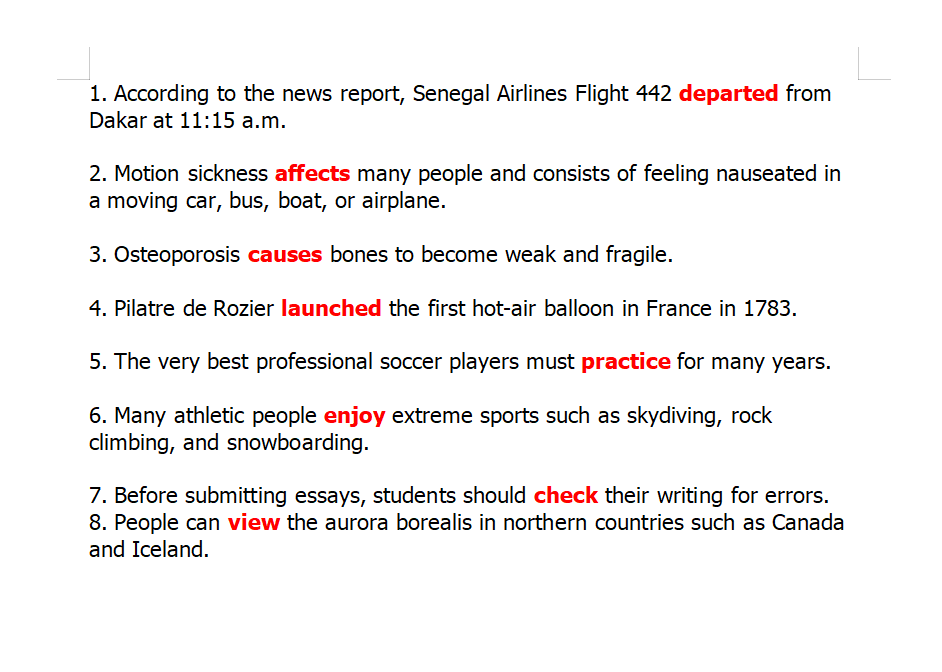 1. According to the news report, Senegal Airlines Flight 442 departed from
Dakar at 11:15 a.m.
2. Motion sickness affects many people and consists of feeling nauseated in
a moving car, bus, boat, or airplane.
3. Osteoporosis causes bones to become weak and fragile.
4. Pilatre de Rozier launched the first hot-air balloon in France in 1783.
5. The very best professional soccer players must practice for many years.
6. Many athletic people enjoy extreme sports such as skydiving, rock
climbing, and snowboarding.
7. Before submitting essays, students should check their writing for errors.
8. People can view the aurora borealis in northern countries such as Canada
and Iceland.